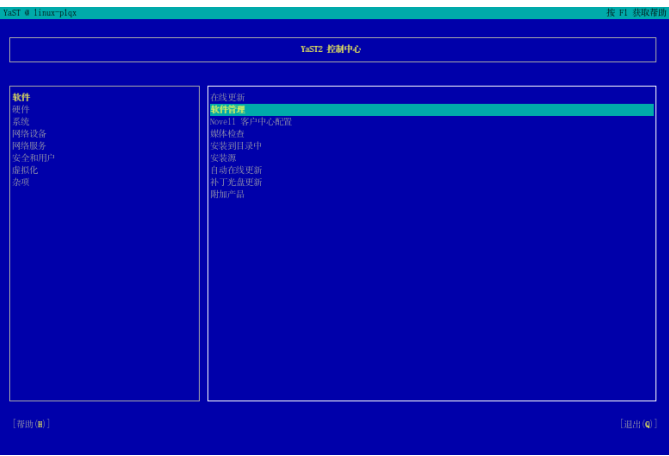 YaST @ linux-plqx 按 F1 获取帮助
YaST2 控制中心
软件
硬件
系统
网络设备
网络服务
安全和用户
虚拟化
杂项
在线更新
软件管理
Novell 客户中心配置
媒体检查
安装到目录中
安装源
自动在线更新
补丁光盘更新
附加产品
[帮助(H)] [退出(Q)]